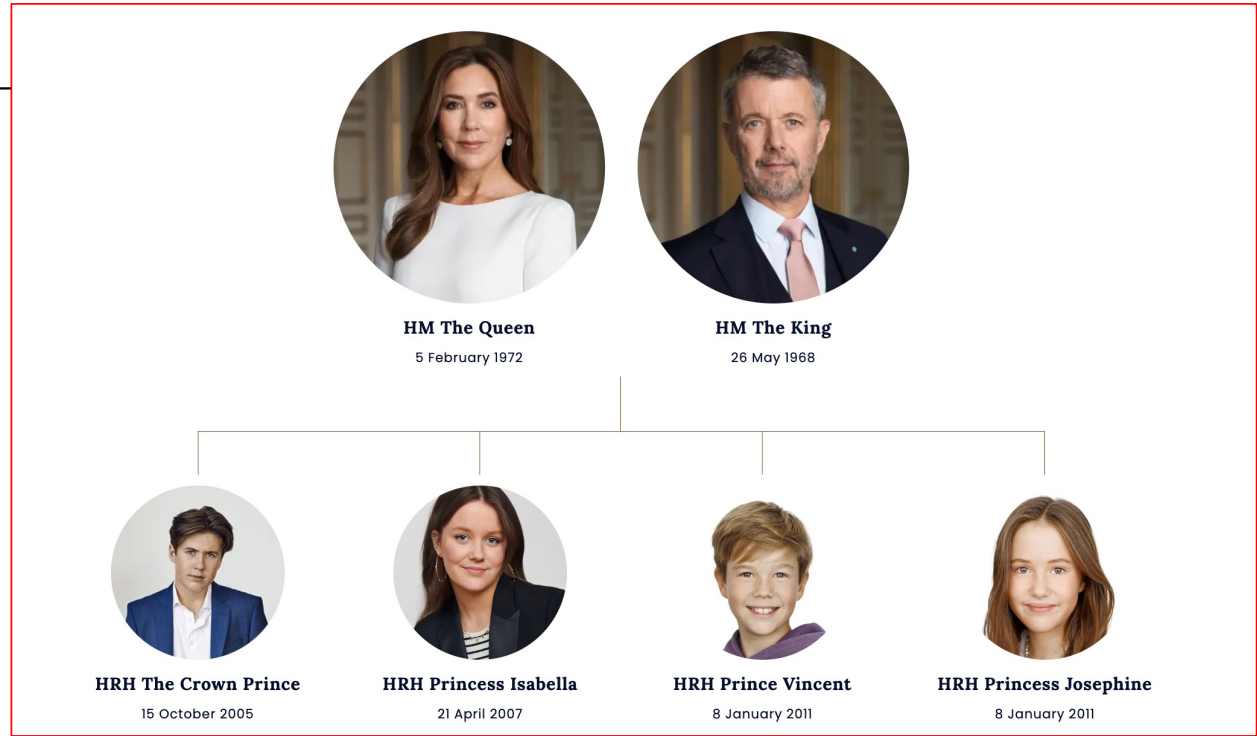 HM The Queen
5 February 1972
HM The King
26 May 1968
HRH The Crown Prince
15 October 2005
HRH Princess Isabella
21 April 2007
HRH Prince Vincent
8 January 2011
HRH Princess Josephine
8 January 2011